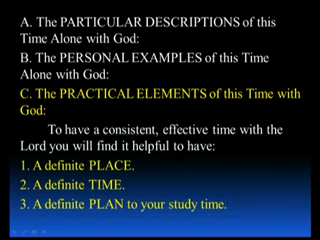 A. The PARTICULAR DESCRIPTIONS of this
Time Alone with God:
B. The PERSONAL EXAMPLES of this Time
Alone with God:
C. The PRACTICAL ELEMENTS of this Time with
God:
To have a consistent, effective time with the
Lord you will find it helpful to have:
1. A definite PLACE.
2. A definite TIME.
3. A definite PLAN to your study time.